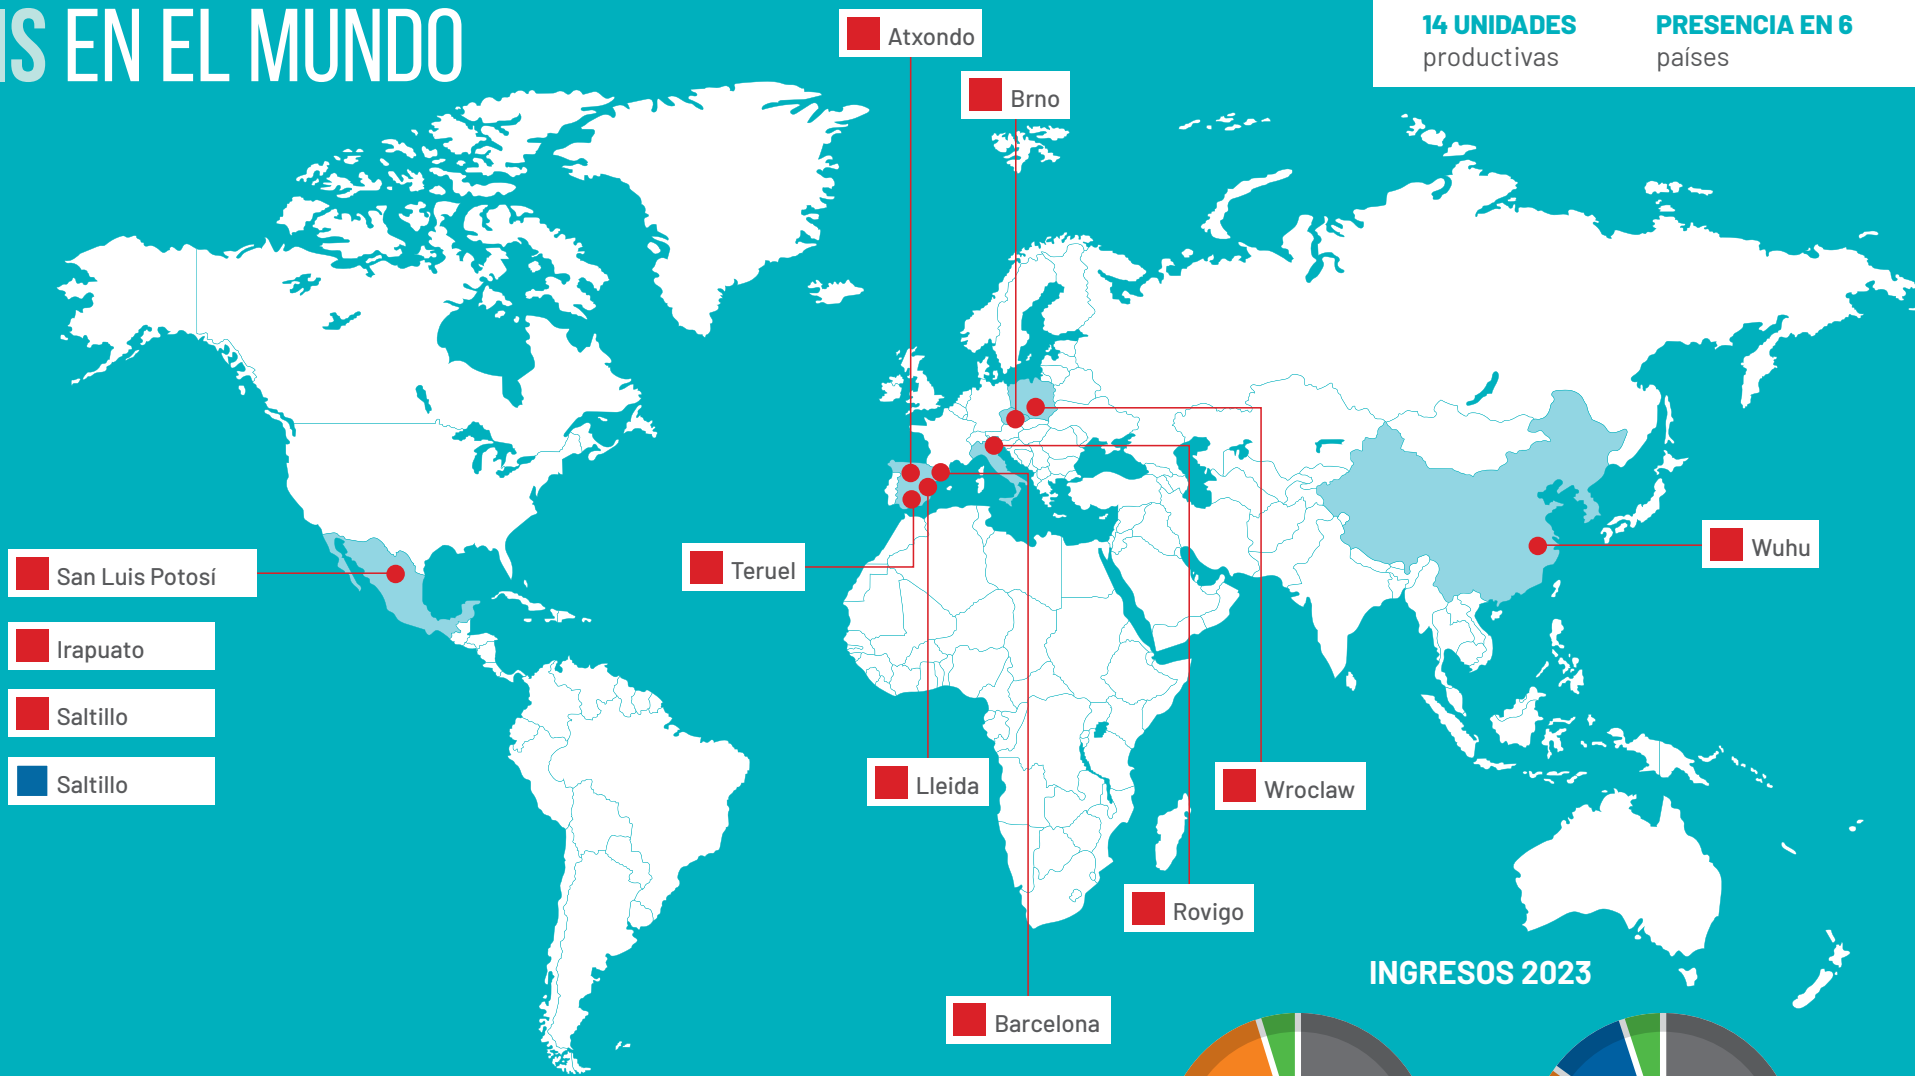 IS EN EL MUNDO
14 UNIDADES
productivas
PRESENCIA EN 6
países
Atxondo
Brno
San Luis Potosí
Irapuato
Saltillo
Saltillo
Teruel
Wuhu
Lleida
Wroclaw
Rovigo
Barcelona
INGRESOS 2023